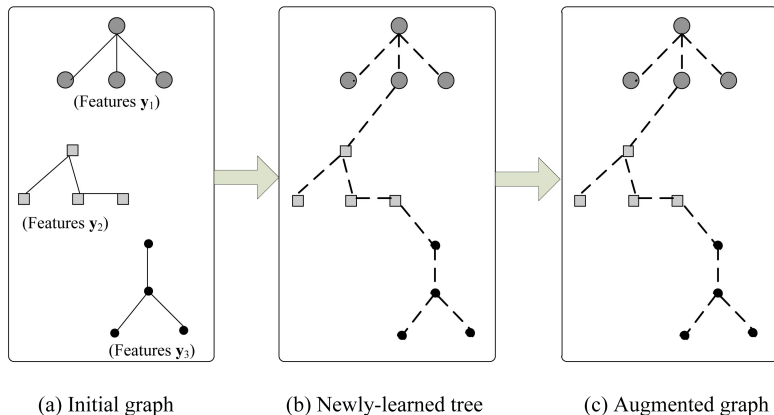 (Features y1)
(Features y2)
(Features y3)
(a) Initial graph
(b) Newly-learned tree
(c) Augmented graph